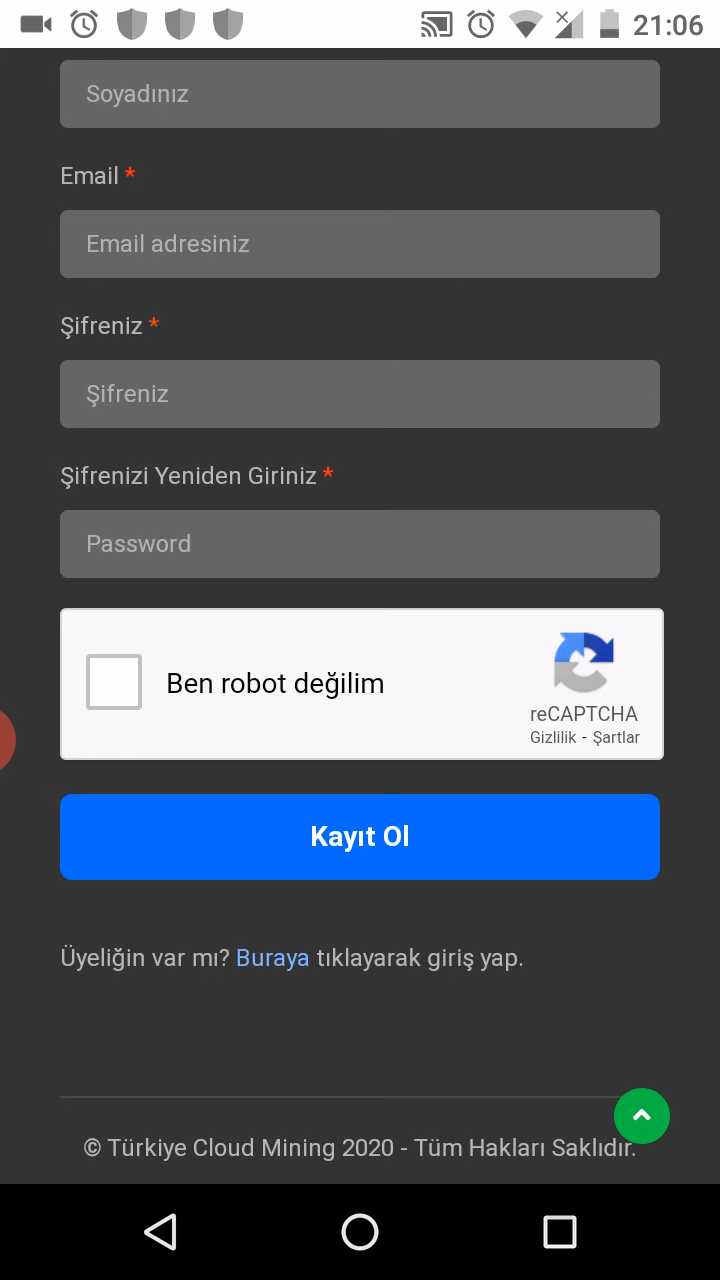 21:06
Soyadınız
Email *
Email adresiniz
Şifreniz *
Şifreniz
Şifrenizi Yeniden Giriniz *
Password
Ben robot değilim
reCAPTCHA
Gizlilik - Şartlar
Kayıt Ol
Üyeliğin var mı? Buraya tıklayarak giriş yap.
© Türkiye Cloud Mining 2020 - Tüm Hakları Saklıdır.